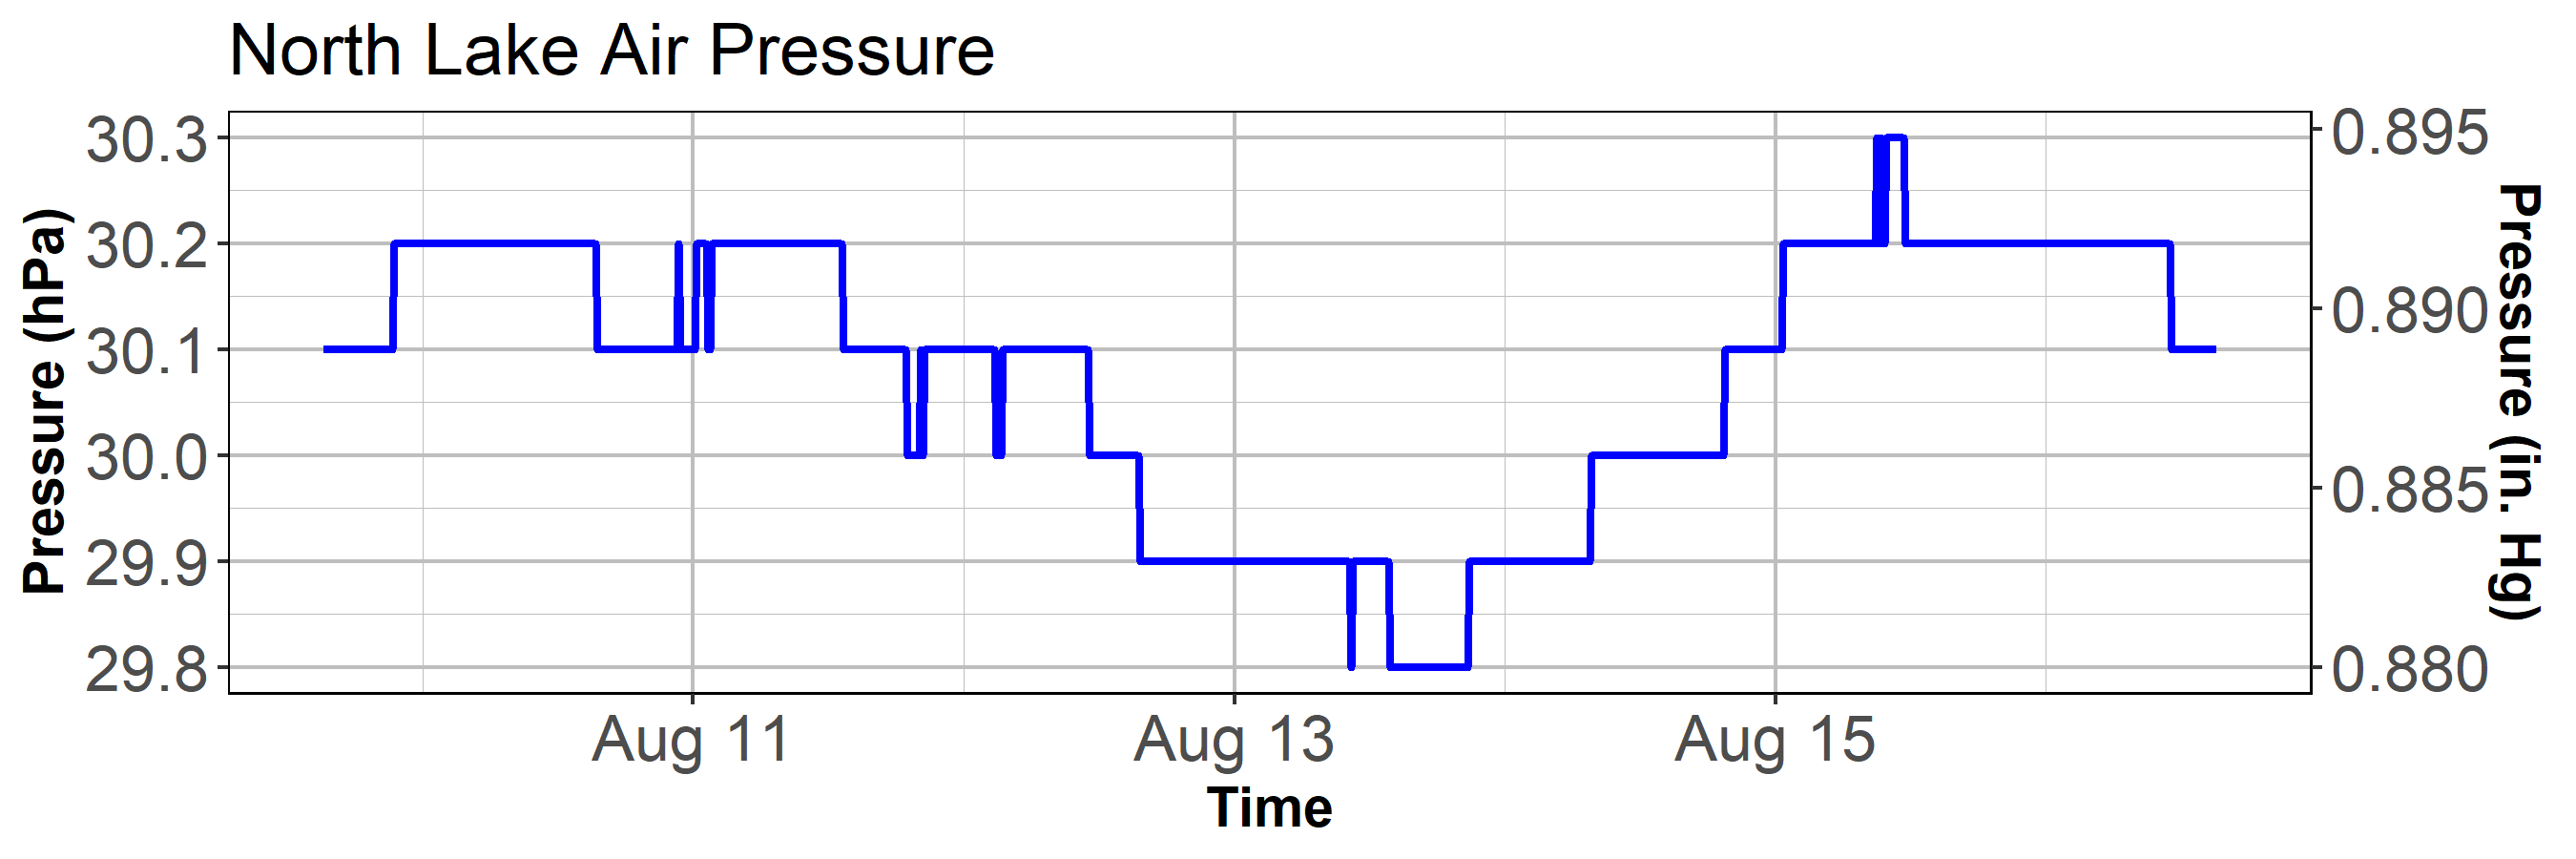 North Lake Air Pressure
30.3
30.2
30.1
30.0
29.9
29.8
Pressure (hPa)
0.895
0.890
0.885
0.880
Pressure (in. Hg)
Aug 11
Aug 13
Aug 15
Time